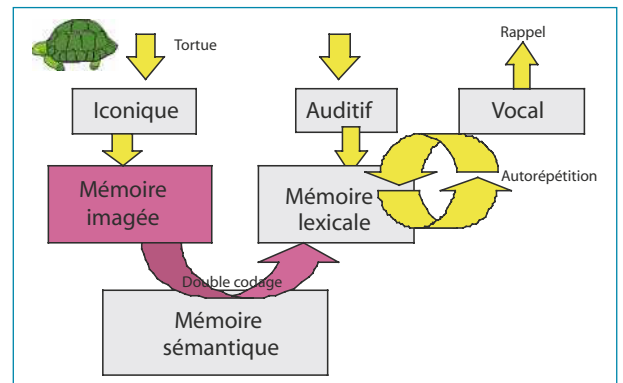 Tortue
Rappel
Iconique
Auditif
Vocal
Mémoire
imagée
Mémoire
lexicale
Autorépétition
Double codage
Mémoire
sémantique